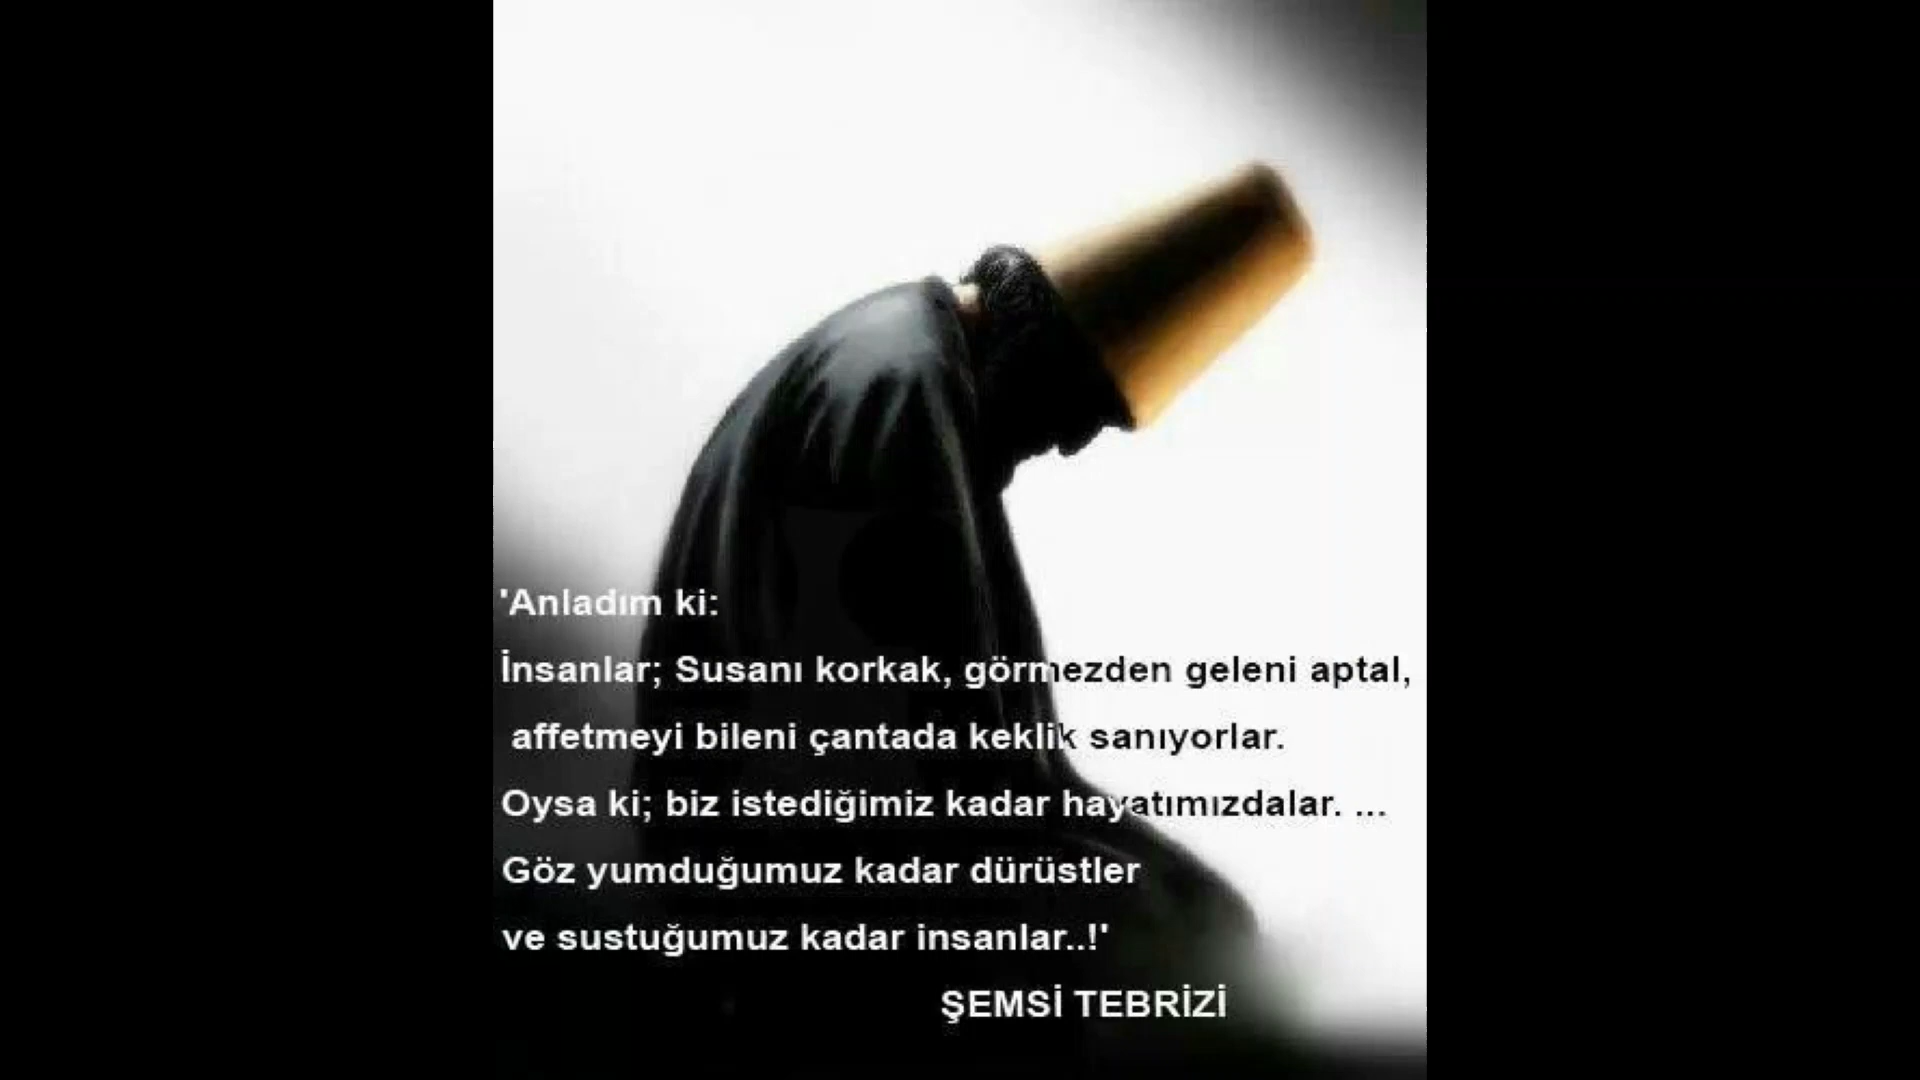 'Anladım ki:
İnsanlar; Susanı korkak, görmezden geleni aptal,
affetmeyi bileni çantada keklik sanıyorlar.
Oysa ki; biz istediğimiz kadar hayatımızdalar. ...
Göz yumduğumuz kadar dürüstler
ve sustuğumuz kadar insanlar..!'
ŞEMSİ TEBRİZİ